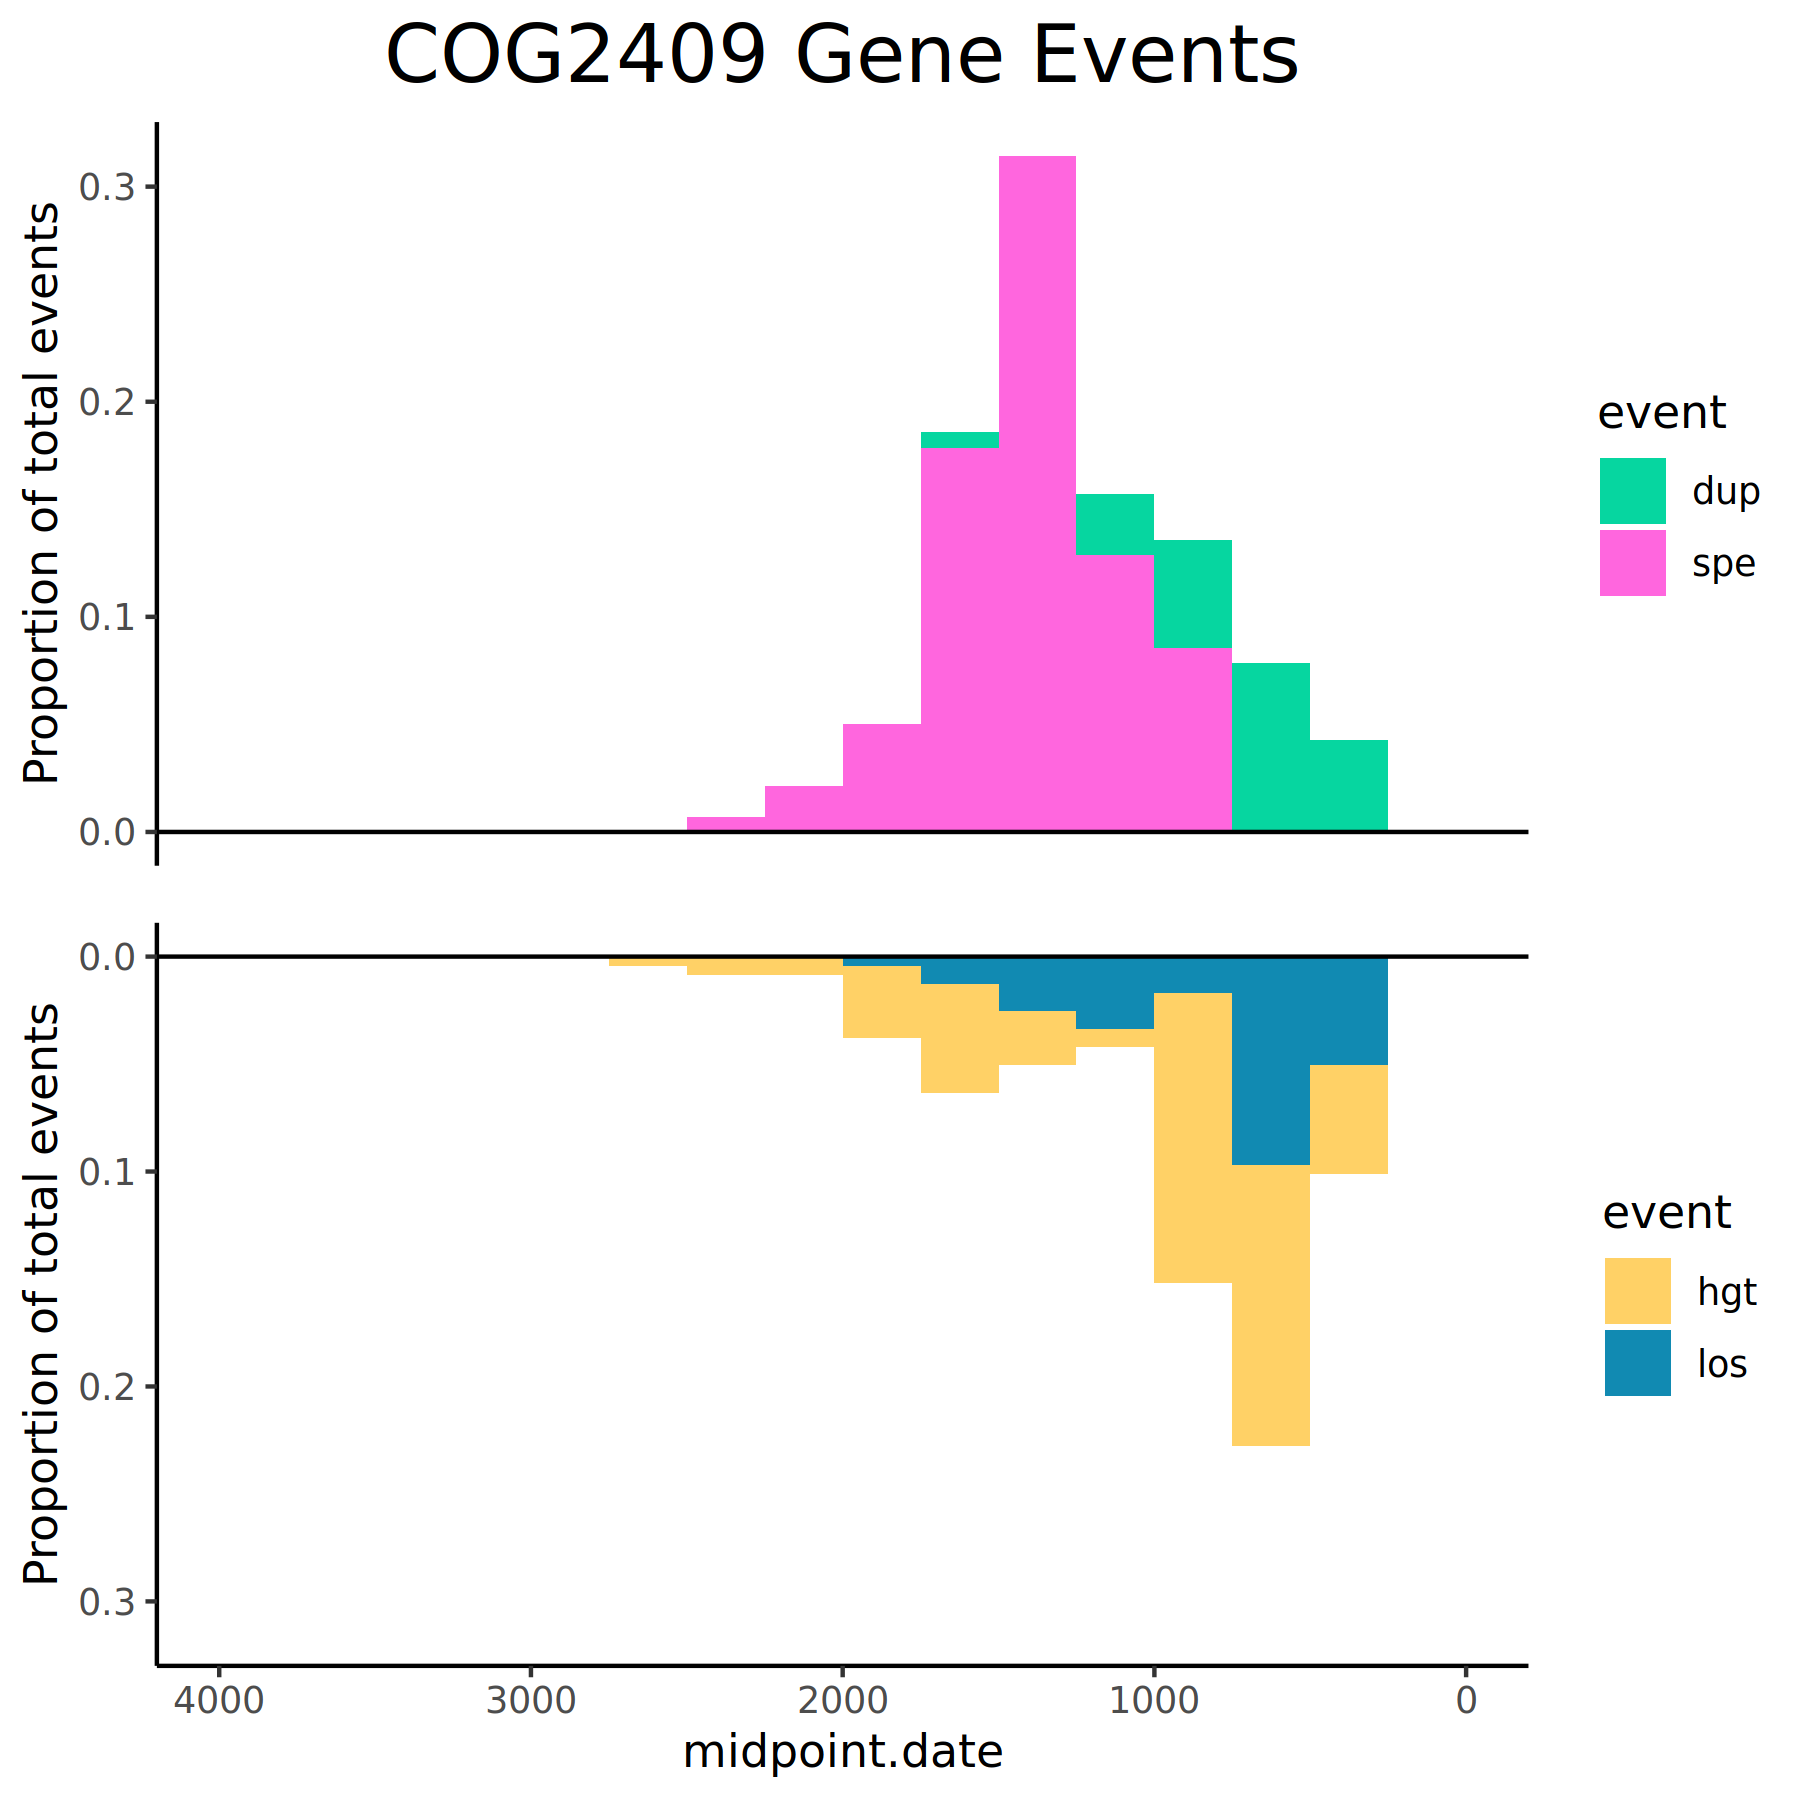 COG2409 Gene Events
Proportion of total events
0.3
0.2
0.1
0.0
event
dup
spe
Proportion of total events
0.0
0.1
0.2
0.3
event
hgt
los
4000 3000 2000 1000 0
midpoint.date